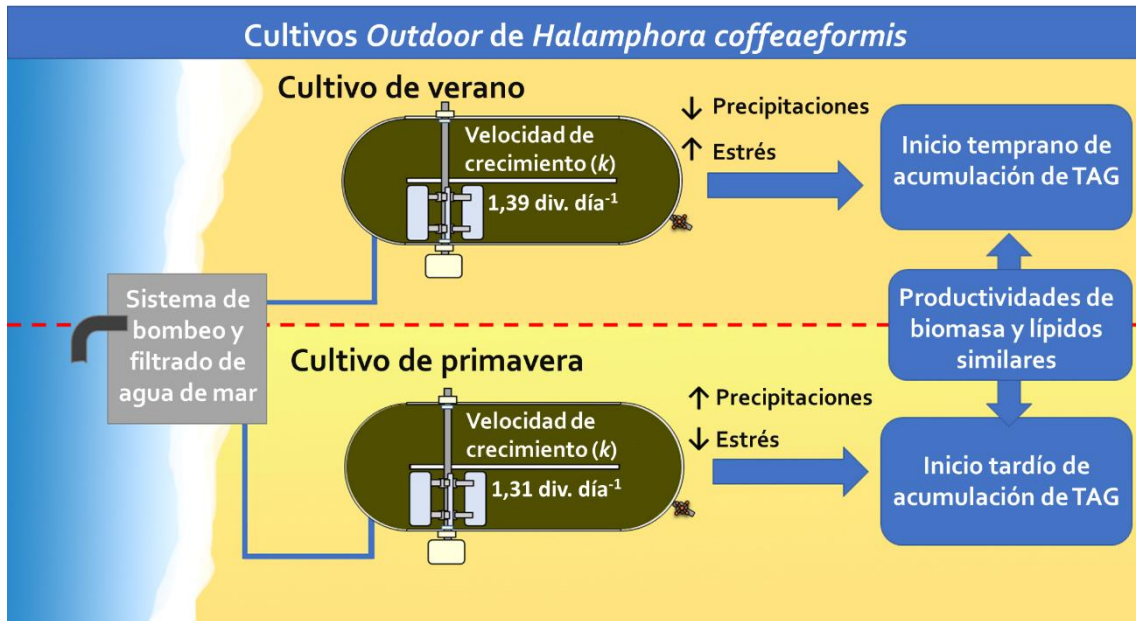 Cultivos Outdoor de Halamphora coffeaeformis
Cultivo de verano
Velocidad de
crecimiento (k)
1,39 div. día⁻¹
↓ Precipitaciones
↑ Estrés
Inicio temprano de
acumulación de TAG
Sistema de
bombeo y
filtrado de
agua de mar
Productividades de
biomasa y lípidos
similares
Cultivo de primavera
Velocidad de
crecimiento (k)
1,31 div. día⁻¹
↑ Precipitaciones
↓ Estrés
Inicio tardío de
acumulación de TAG